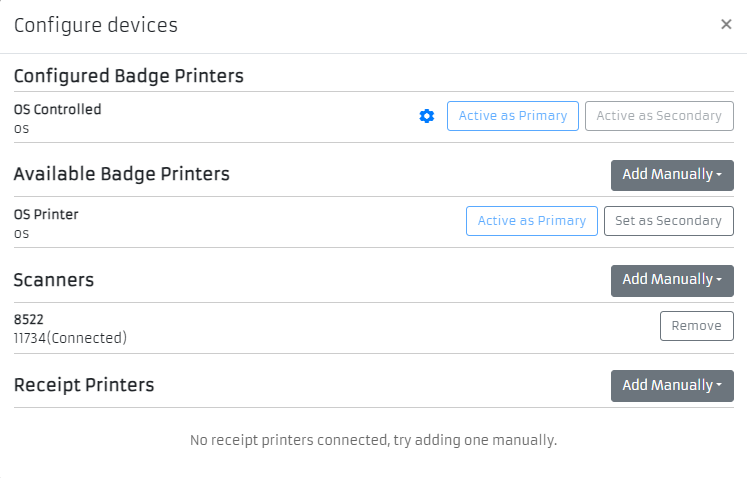 Configure devices ×
Configured Badge Printers
OS Controlled
os
Active as Primary Active as Secondary
Available Badge Printers Add Manually
OS Printer
os
Active as Primary Set as Secondary
Scanners Add Manually
8522
11734(Connected)
Remove
Receipt Printers Add Manually
No receipt printers connected, try adding one manually.